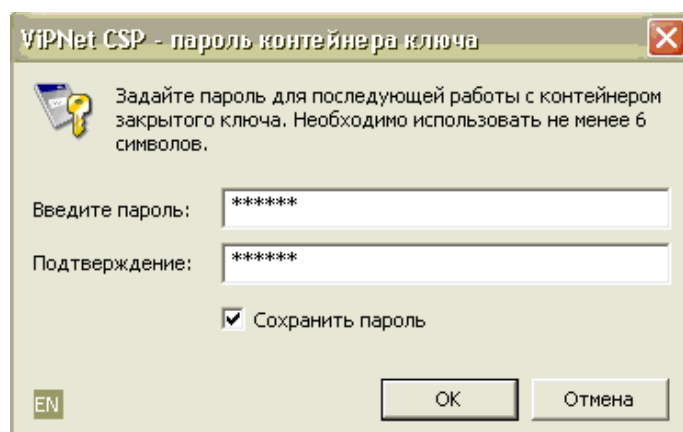 ViPNet CSP - пароль контейнера ключа
Задайте пароль для последующей работы с контейнером
закрытого ключа. Необходимо использовать не менее 6
символов.
Введите пароль: ******
Подтверждение: ******
Сохранить пароль
EN OK Отмена